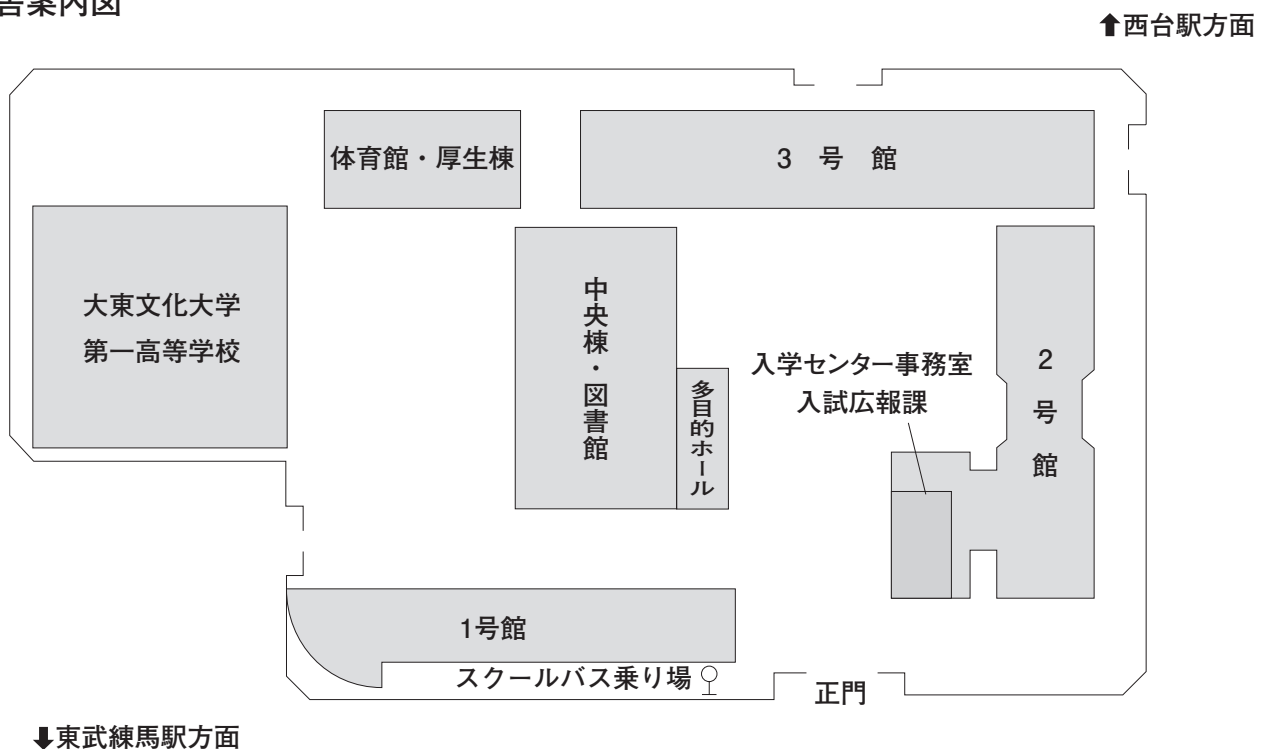 舎案内図
⬆西台駅方面
体育館・厚生棟
3 号 館
大東文化大学
第一高等学校
中央棟・図書館
多目的ホール
入学センター事務室
入試広報課
2号館
1号館
スクールバス乗り場
正門
⬇東武練馬駅方面